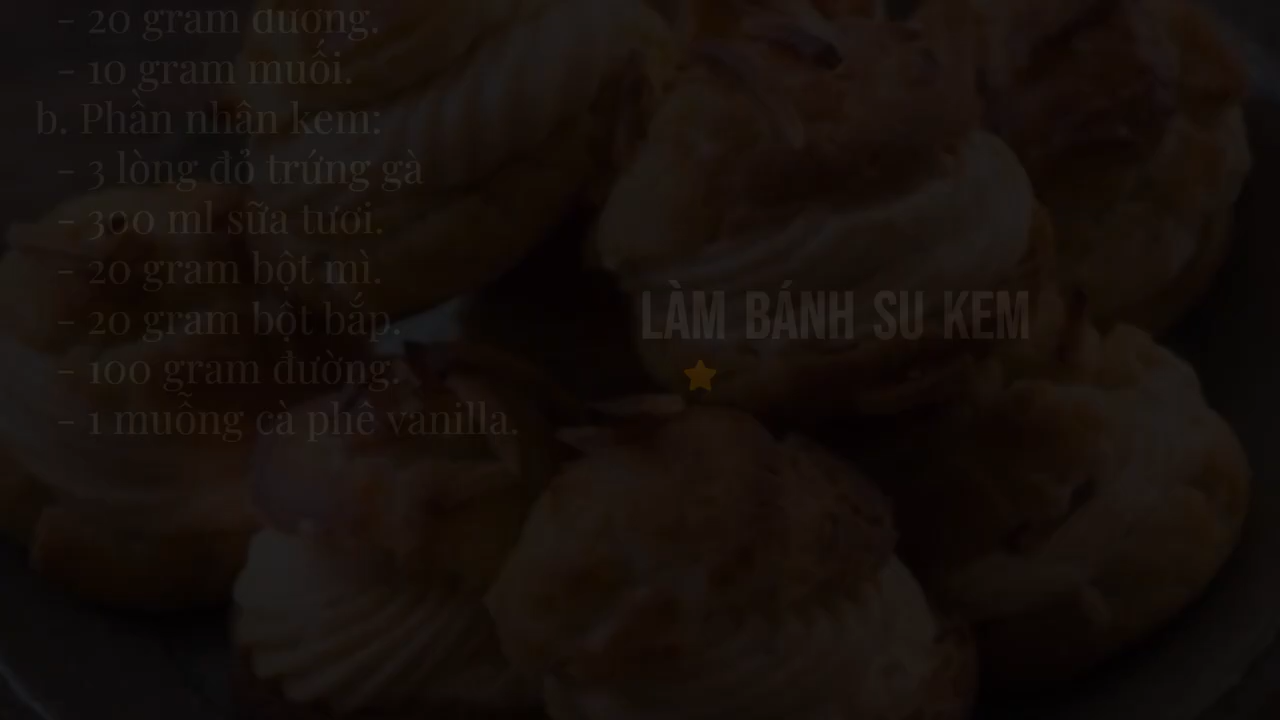 - 20 gram đường.
- 10 gram muối.
b. Phần nhân kem:
- 3 lòng đỏ trứng gà
- 300 ml sữa tươi.
- 20 gram bột mì.
- 20 gram bột bắp.
- 100 gram đường.
- 1 muỗng cà phê vanilla.
LÀM BÁNH SU KEM